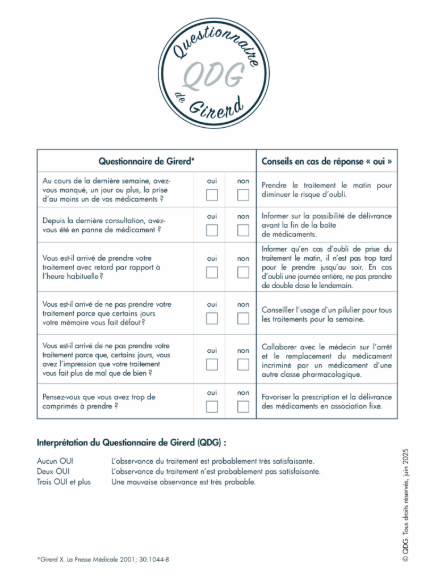 Questionnaire
QDG
de Girerd
Questionnaire de Girerd*
Conseils en cas de réponse « oui »
Au cours de la dernière semaine, avez-
vous manqué, un jour ou plus, la prise
d'au moins un de vos médicaments ?
oui
non
Prendre le traitement le matin pour
diminuer le risque d'oubli.
Depuis la dernière consultation, avez-
vous été en panne de médicament ?
oui
non
Informer sur la possibilité de délivrance
avant la fin de la boîte
de médicaments.
Vous est-il arrivé de prendre votre
traitement avec retard par rapport à
l'heure habituelle ?
oui
non
Informer qu'en cas d'oubli de prise du
traitement le matin, il n'est pas trop tard
pour le prendre jusqu'au soir. En cas
d'oubli une journée entière, ne pas prendre
de double dose le lendemain.
Vous est-il arrivé de ne pas prendre votre
traitement parce que certains jours
votre mémoire vous fait défaut ?
oui
non
Conseiller l'usage d'un pilulier pour tous
les traitements pour la semaine.
Vous est-il arrivé de ne pas prendre votre
traitement parce que, certains jours, vous
avez l'impression que votre traitement
vous fait plus de mal que de bien ?
oui
non
Collaborer avec le médecin sur l'arrêt
et le remplacement du médicament
incriminé par un médicament d'une
autre classe pharmacologique.
Pensez-vous que vous avez trop de
comprimés à prendre ?
oui
non
Favoriser la prescription et la délivrance
des médicaments en association fixe.
Interprétation du Questionnaire de Girerd (QDG) :
Aucun OUI L'observance du traitement est probablement très satisfaisante.
Deux OUI L'observance du traitement n'est probablement pas satisfaisante.
Trois OUI et plus Une mauvaise observance est très probable.
*Girerd X. La Presse Médicale 2001; 30:1044-8
© QDG. Tous droits réservés, juin 2025